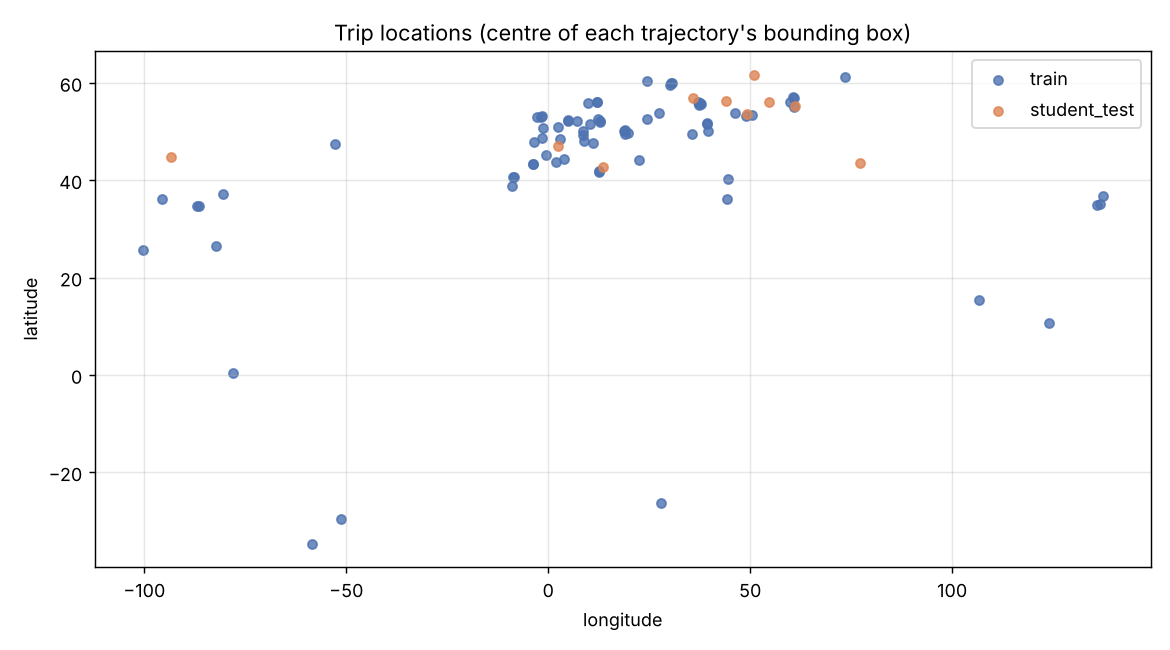 Trip locations (centre of each trajectory's bounding box)
train
student_test
60
40
20
0
−20
latitude
−100
−50
0
50
100
longitude